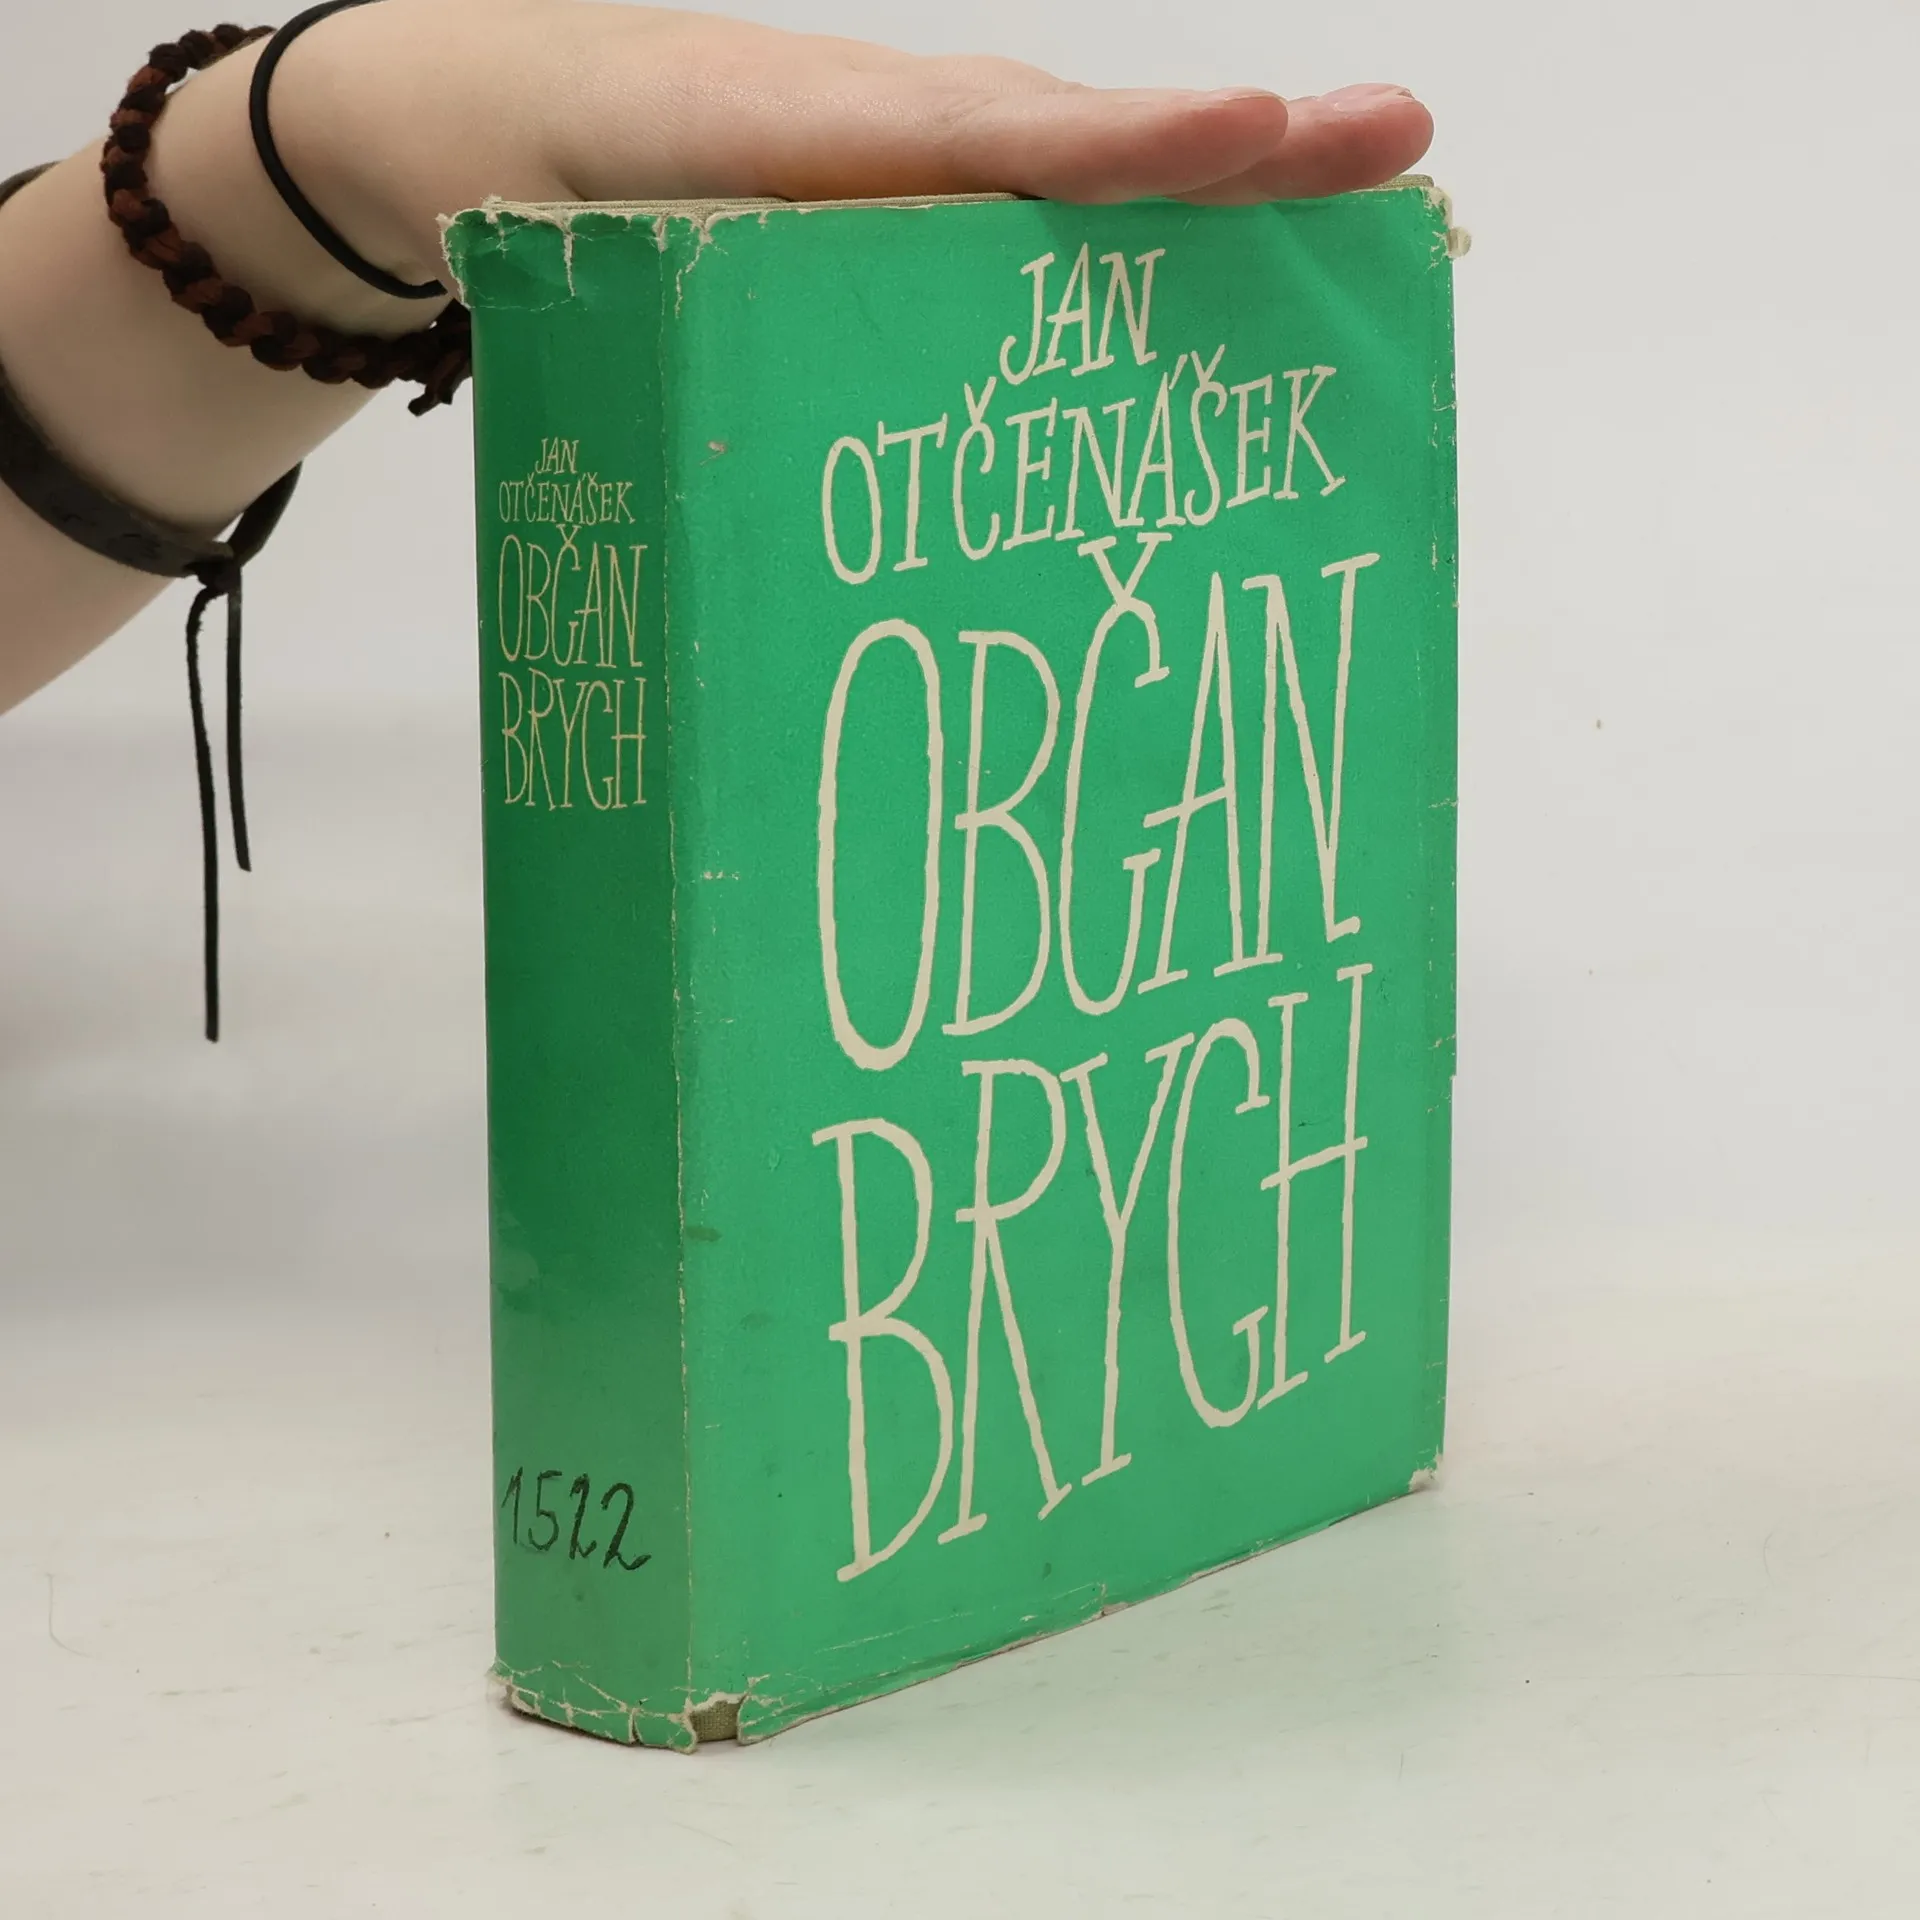 JAN
OTČENÁŠEK
OBČAN
BRYCH
1522
JAN
OTČENÁŠEK
OBČAN
BRYCH